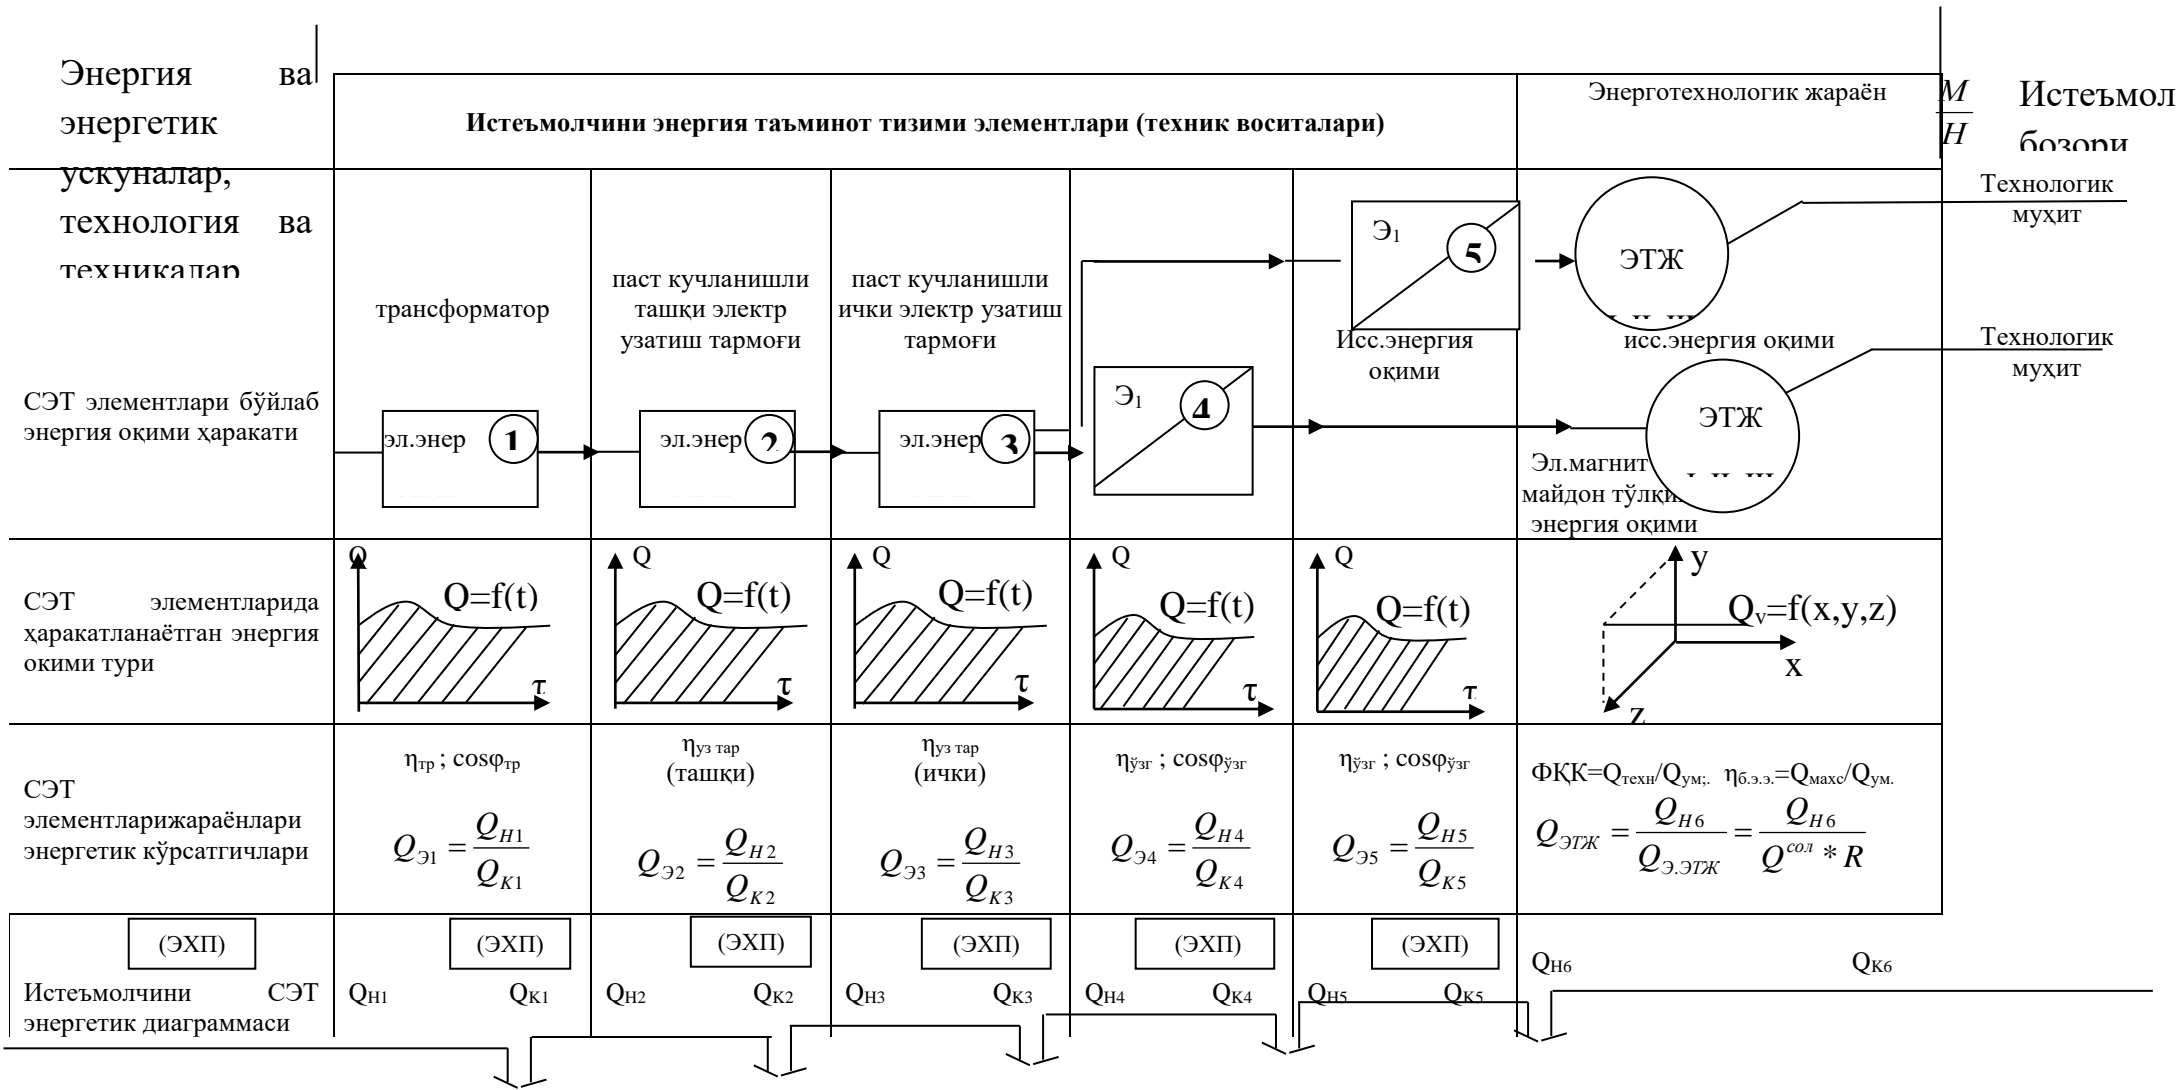 Энергия ва
энергетик
ускуналар,
технология ва
техникалар
Истеъмолчини энергия таъминот тизими элементлари (техник воситалари)
Энерготехнологик жараён
M
H
Истеъмол
бозори
СЭТ элементлари бўйлаб
энергия оқими ҳаракати
трансформатор
эл.энер
1
паст кучланишли
ташқи электр
узатиш тармоғи
эл.энер
2
паст кучланишли
ички электр узатиш
тармоғи
эл.энер
3
Э1
4
Э1
5
Исс.энергия
оқими
ЭТЖ
исс.энергия оқими
ЭТЖ
Эл.магнит
майдон
энергия оқими
Технологик
муҳит
Технологик
муҳит
СЭТ элементларида
ҳаракатланаётган энергия
окими тури
Q
Q=f(t)
τ
Q
Q=f(t)
τ
Q
Q=f(t)
τ
Q
Q=f(t)
τ
Q
Q=f(t)
τ
y
Qv=f(x,y,z)
x
z
СЭТ
элементларижараёнлари
энергетик кўрсатгичлари
ηтр ; cosφтр
QЭ1 = QН1 / QК1
ηуз тар
(ташқи)
QЭ2 = QН2 / QК2
ηуз тар
(ички)
QЭ3 = QН3 / QК3
ηўзг ; cosφўзг
QЭ4 = QН4 / QК4
ηўзг ; cosφўзг
QЭ5 = QН5 / QК5
ФҚК=Qтехн/Qум;. ηб.э.э.=Qмахс/Qум.
QЭТЖ = QН6 / QЭ.ЭТЖ = QН6 / Qсол * R
(ЭХП)
Истеъмолчини СЭТ
энергетик диаграммаси
(ЭХП)
QН1 QК1
(ЭХП)
QН2 QК2
(ЭХП)
QН3 QК3
(ЭХП)
QН4 QК4
(ЭХП)
QН5 QК5
QН6 QК6